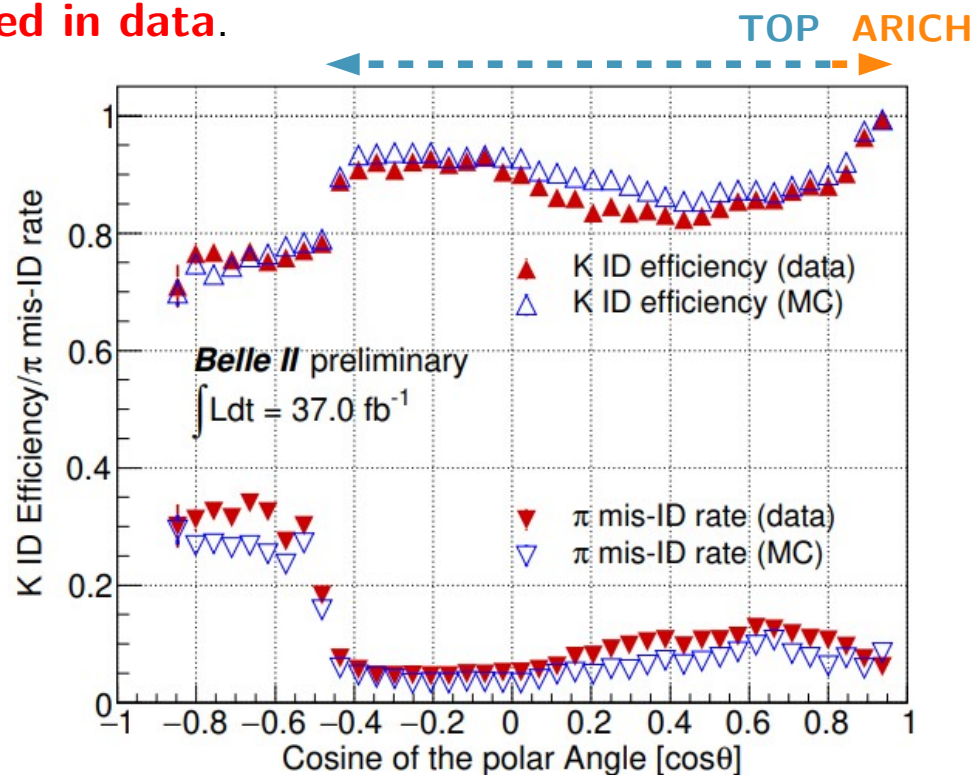 ed in data.
TOP ARICH
1
0.8
0.6
0.4
0.2
0
K ID Efficiency/π mis-ID rate
K ID efficiency (data)
K ID efficiency (MC)
Belle II preliminary
∫Ldt = 37.0 fb⁻¹
π mis-ID rate (data)
π mis-ID rate (MC)
−1 −0.8 −0.6 −0.4 −0.2 0 0.2 0.4 0.6 0.8 1
Cosine of the polar Angle [cosθ]